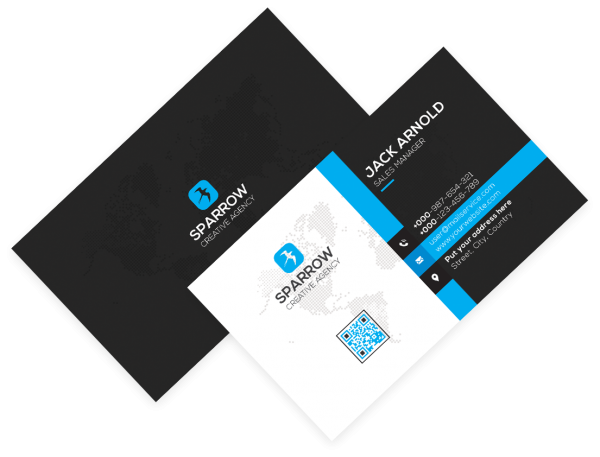 SPARROW
CREATIVE AGENCY
JACK ARNOLD
SALES MANAGER
+000-987-654-321
+000-123-456-789
user@mailservice.com
www.yourwebsite.com
Put your address here
Street, City, Country
SPARROW
CREATIVE AGENCY